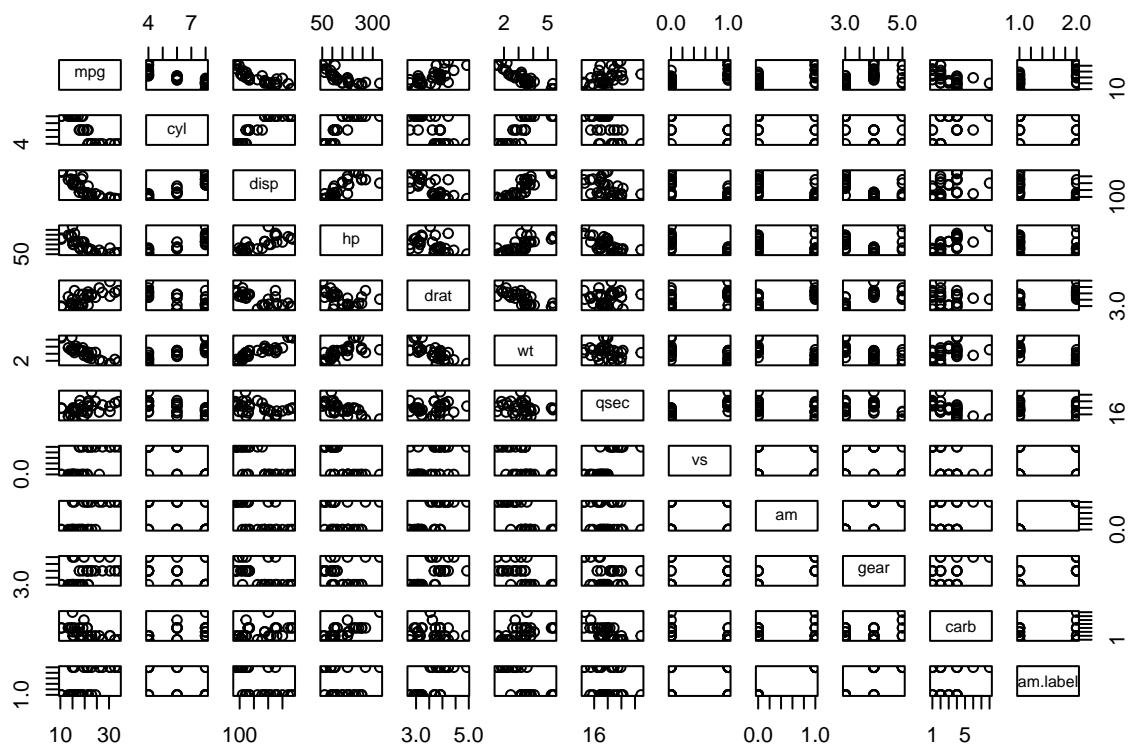 4 7 50 300 2 5 0.0 1.0 3.0 5.0 1.0 2.0
mpg 10
4 cyl
disp 100
50 hp
drat 3.0
2 wt
qsec 16
0.0 vs
am 0.0
3.0 gear
carb 1
1.0 am.label
10 30 100 3.0 5.0 16 0.0 1.0 1 5